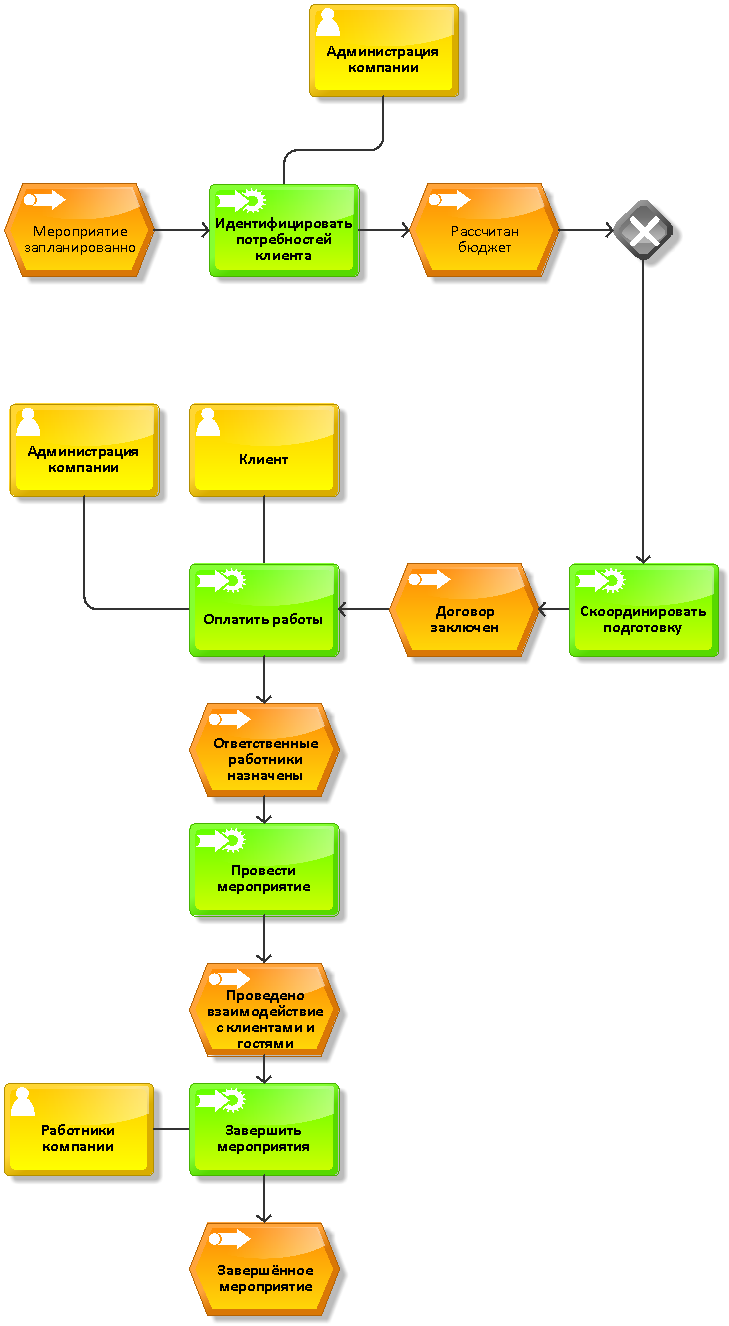 Администрация
компании
Мероприятие
запланированно
Идентифицировать
потребностей
клиента
Рассчитан
бюджет
Администрация
компании
Клиент
Оплатить работы
Договор
заключен
Скоординировать
подготовку
Ответственные
работники
назначены
Провести
мероприятие
Проведено
взаимодействие
с клиентами и
гостями
Работники
компании
Завершить
мероприятия
Завершённое
мероприятие